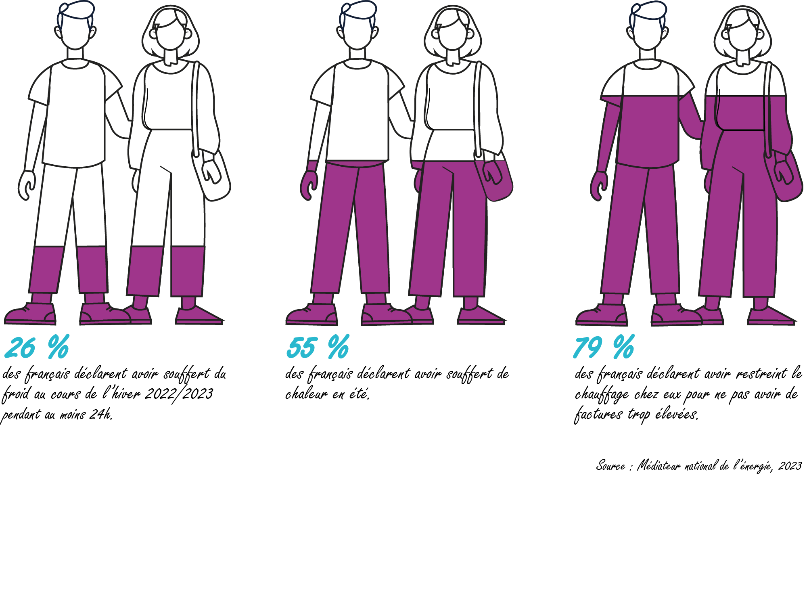 26 %
des français déclarent avoir souffert du
froid au cours de l'hiver 2022/2023
pendant au moins 24h.
55 %
des français déclarent avoir souffert de
chaleur en été.
79 %
des français déclarent avoir restreint le
chauffage chez eux pour ne pas avoir de
factures trop élevées.
Source : Médiateur national de l'énergie, 2023